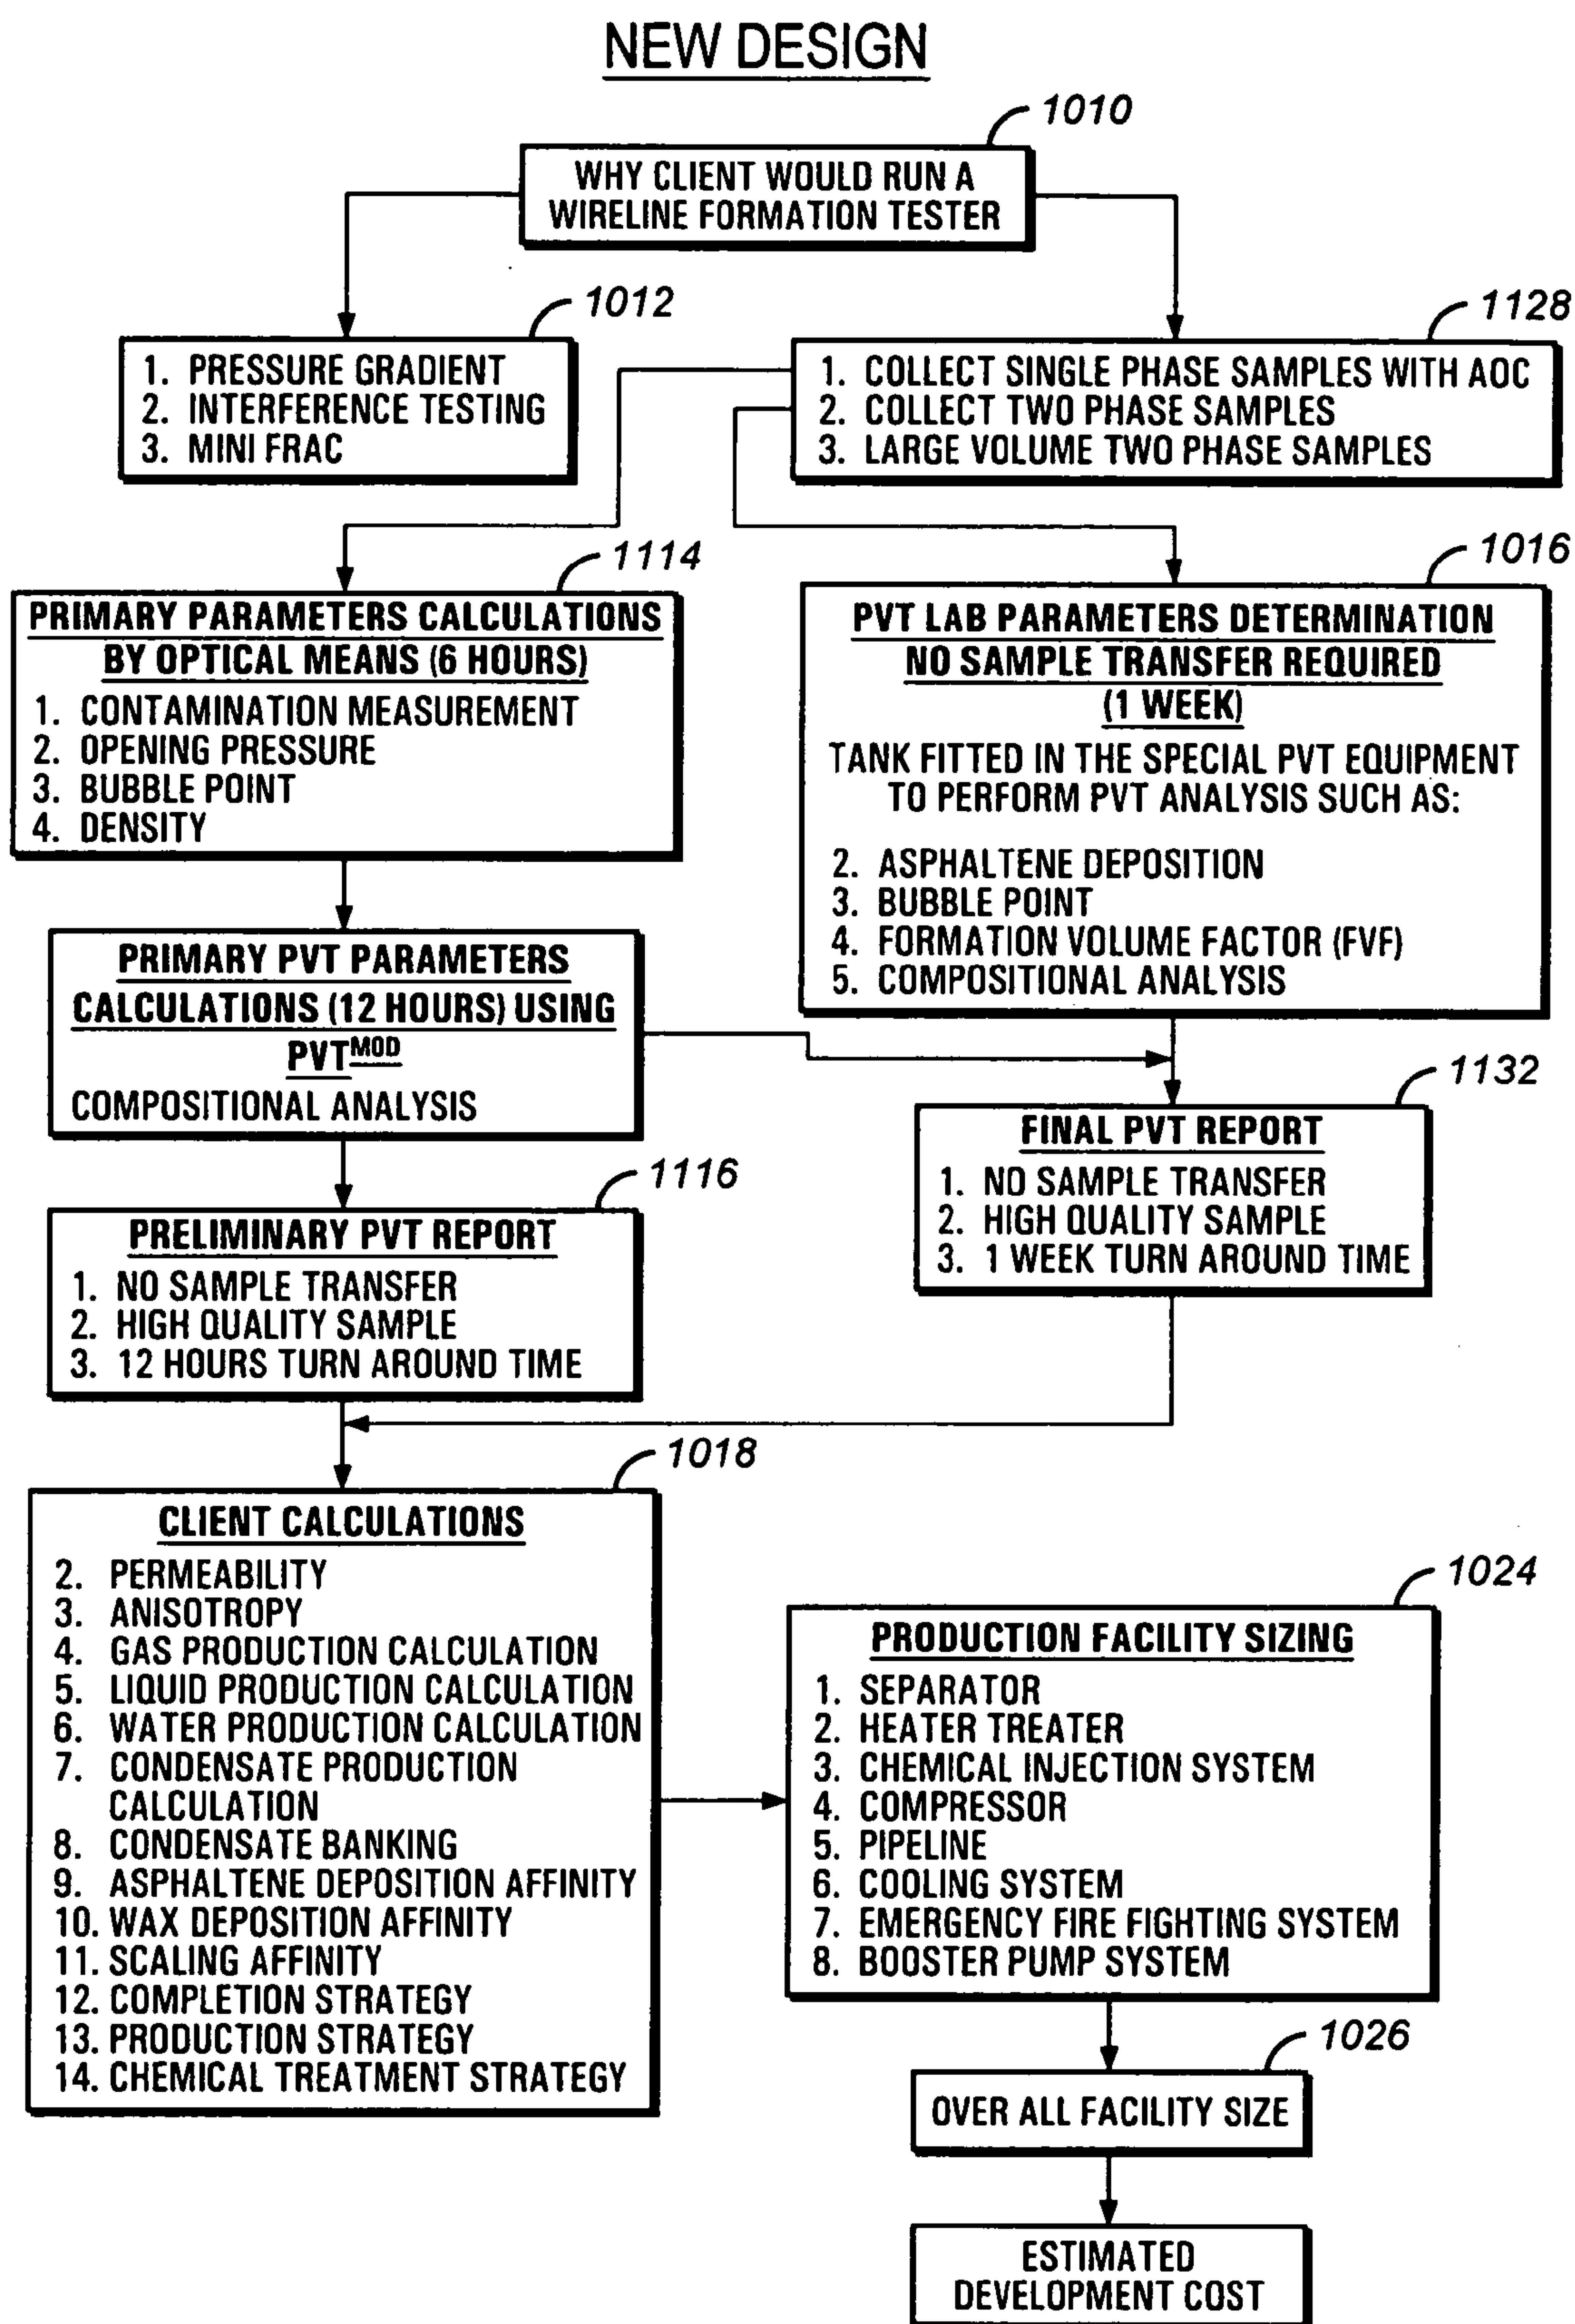 NEW DESIGN
1010
WHY CLIENT WOULD RUN A
WIRELINE FORMATION TESTER
1012
1. PRESSURE GRADIENT
2. INTERFERENCE TESTING
3. MINI FRAC
1128
1. COLLECT SINGLE PHASE SAMPLES WITH AOC
2. COLLECT TWO PHASE SAMPLES
3. LARGE VOLUME TWO PHASE SAMPLES
1114
PRIMARY PARAMETERS CALCULATIONS
BY OPTICAL MEANS (6 HOURS)
1. CONTAMINATION MEASUREMENT
2. OPENING PRESSURE
3. BUBBLE POINT
4. DENSITY
1016
PVT LAB PARAMETERS DETERMINATION
NO SAMPLE TRANSFER REQUIRED
(1 WEEK)
TANK FITTED IN THE SPECIAL PVT EQUIPMENT
TO PERFORM PVT ANALYSIS SUCH AS:
2. ASPHALTENE DEPOSITION
3. BUBBLE POINT
4. FORMATION VOLUME FACTOR (FVF)
5. COMPOSITIONAL ANALYSIS
PRIMARY PVT PARAMETERS
CALCULATIONS (12 HOURS) USING
PVTMOD
COMPOSITIONAL ANALYSIS
1132
FINAL PVT REPORT
1. NO SAMPLE TRANSFER
2. HIGH QUALITY SAMPLE
3. 1 WEEK TURN AROUND TIME
1116
PRELIMINARY PVT REPORT
1. NO SAMPLE TRANSFER
2. HIGH QUALITY SAMPLE
3. 12 HOURS TURN AROUND TIME
1018
CLIENT CALCULATIONS
2. PERMEABILITY
3. ANISOTROPY
4. GAS PRODUCTION CALCULATION
5. LIQUID PRODUCTION CALCULATION
6. WATER PRODUCTION CALCULATION
7. CONDENSATE PRODUCTION
CALCULATION
8. CONDENSATE BANKING
9. ASPHALTENE DEPOSITION AFFINITY
10. WAX DEPOSITION AFFINITY
11. SCALING AFFINITY
12. COMPLETION STRATEGY
13. PRODUCTION STRATEGY
14. CHEMICAL TREATMENT STRATEGY
1024
PRODUCTION FACILITY SIZING
1. SEPARATOR
2. HEATER TREATER
3. CHEMICAL INJECTION SYSTEM
4. COMPRESSOR
5. PIPELINE
6. COOLING SYSTEM
7. EMERGENCY FIRE FIGHTING SYSTEM
8. BOOSTER PUMP SYSTEM
1026
OVER ALL FACILITY SIZE
ESTIMATED
DEVELOPMENT COST